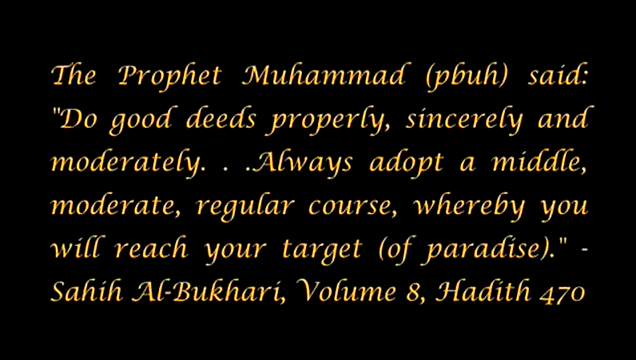 The Prophet Muhammad (pbuh) said:
"Do good deeds properly, sincerely and
moderately. . .Always adopt a middle,
moderate, regular course, whereby you
will reach your target (of paradise)." -
Sahih Al-Bukhari, Volume 8, Hadith 470